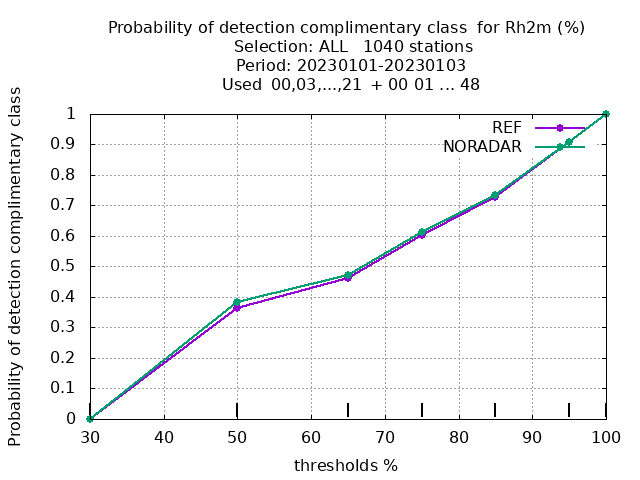 Probability of detection complimentary class  for Rh2m (%)
Selection: ALL   1040 stations
Period: 20230101-20230103
Used  00,03,...,21  + 00 01 ... 48
Probability of detection complimentary class
1
0.9
0.8
0.7
0.6
0.5
0.4
0.3
0.2
0.1
0
REF
NORADAR
30 40 50 60 70 80 90 100
thresholds %